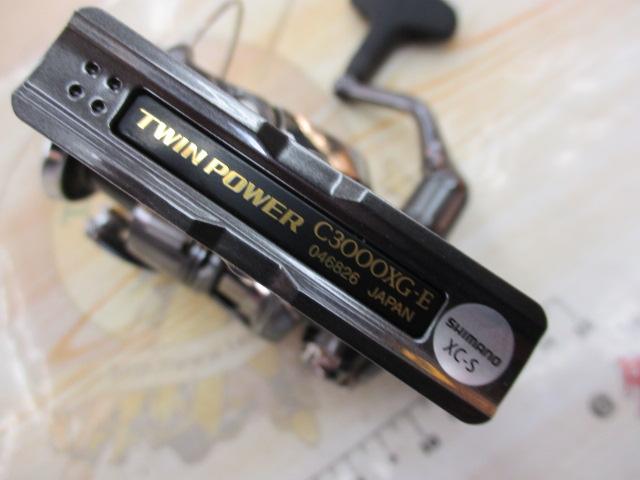 TWIN POWER C3000XG-E
046826 JAPAN
SHIMANO
XC-S